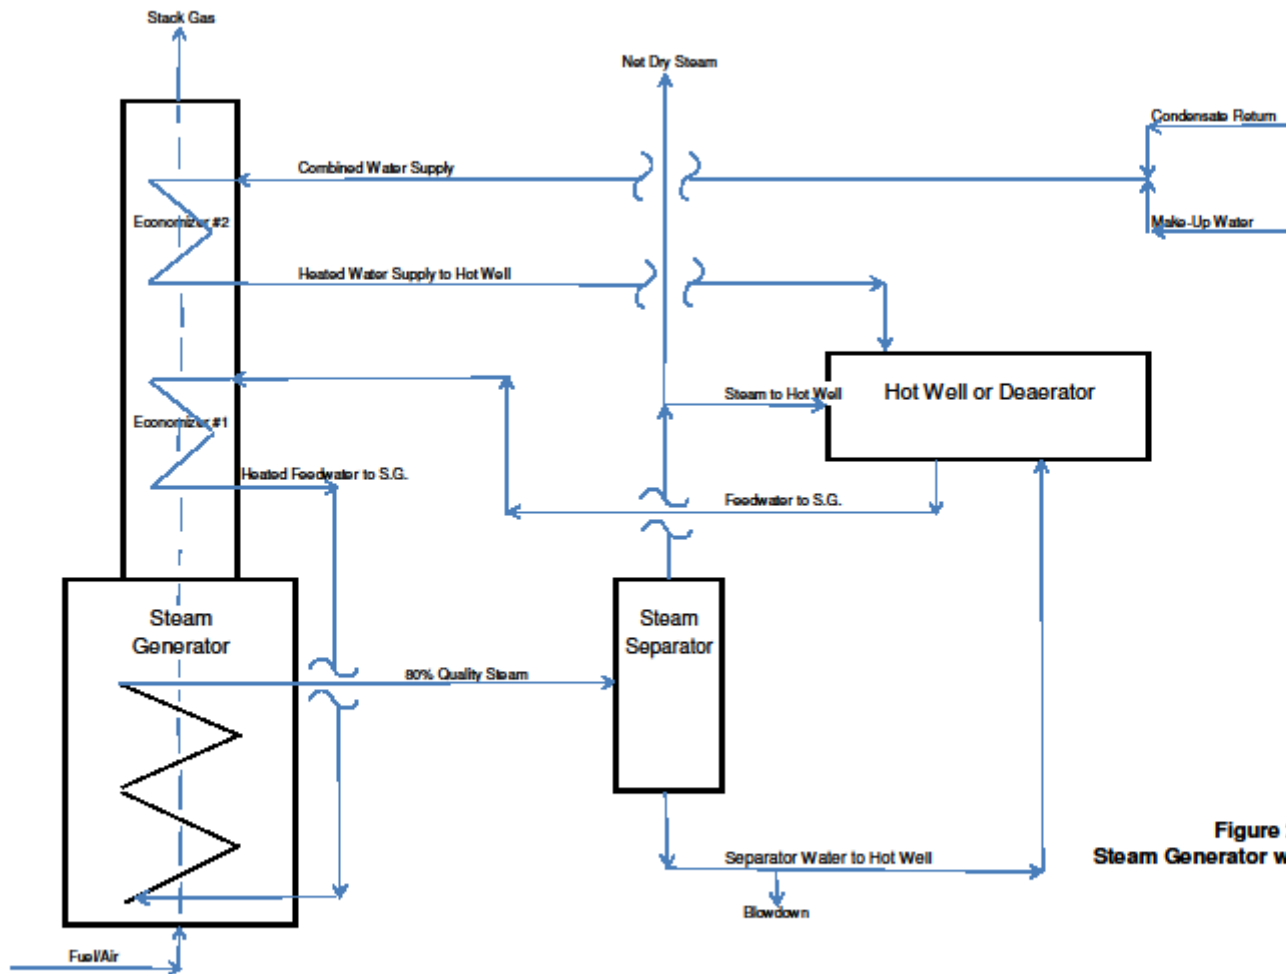 Stack Gas
Net Dry Steam
Condensate Return
Combined Water Supply
Economizer #2
Make-Up Water
Heated Water Supply to Hot Well
Hot Well or Deaerator
Steam to Hot Well
Economizer #1
Heated Feedwater to S.G.
Feedwater to S.G.
Steam
Generator
Steam
Separator
80% Quality Steam
Figure
Steam Generator w
Separator Water to Hot Well
Blowdown
Fuel/Air